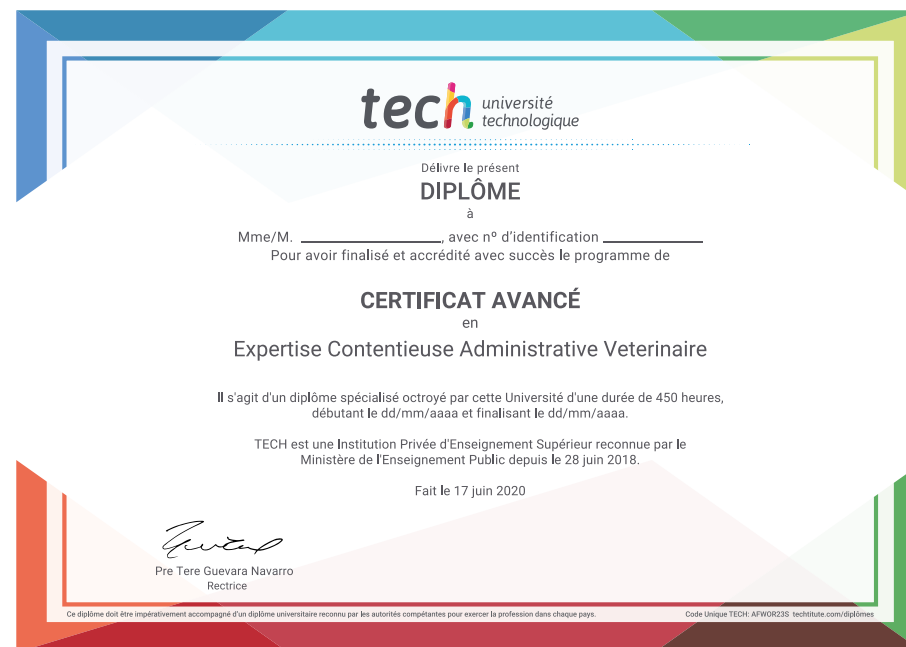 tech université
technologique
Délivre le présent
DIPLÔME
à
Mme/M. ____________________, avec nº d'identification ______________
Pour avoir finalisé et accrédité avec succès le programme de
CERTIFICAT AVANCÉ
en
Expertise Contentieuse Administrative Veterinaire
Il s'agit d'un diplôme spécialisé octroyé par cette Université d'une durée de 450 heures,
débutant le dd/mm/aaaa et finalisant le dd/mm/aaaa.
TECH est une Institution Privée d'Enseignement Supérieur reconnue par le
Ministère de l'Enseignement Public depuis le 28 juin 2018.
Fait le 17 juin 2020
Pre Tere Guevara Navarro
Rectrice
Ce diplôme doit être impérativement accompagné d'un diplôme universitaire reconnu par les autorités compétantes pour exercer la profession dans chaque pays.
Code Unique TECH: AFWOR23S techtitute.com/diplômes